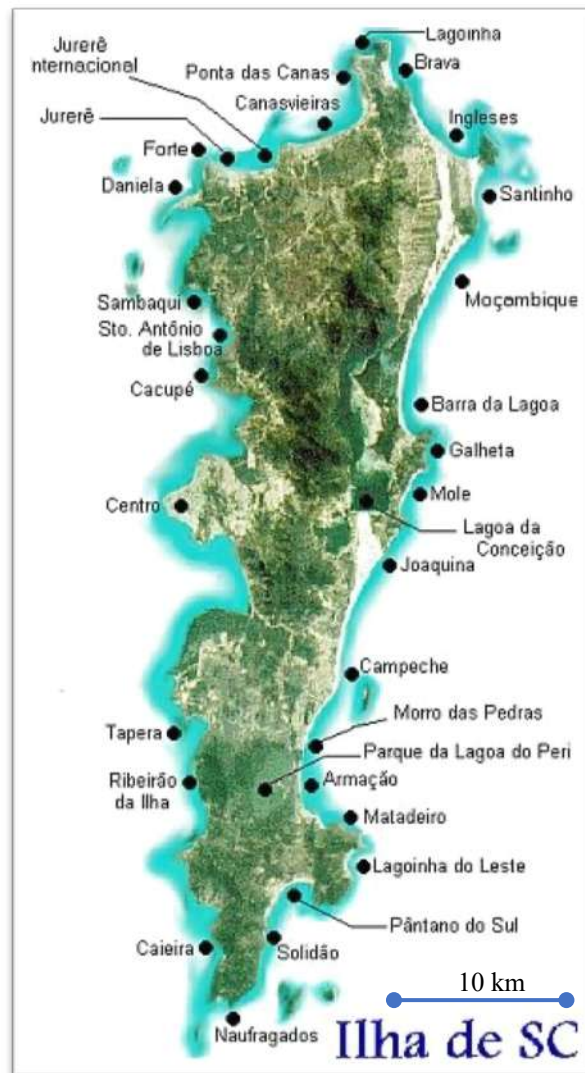 Lagoinha
Jurerê
nternacional
Brava
Ponta das Canas
Canasvieiras
Jurerê
Ingleses
Forte
Daniela
Santinho
Moçambique
Sambaqui
Sto. Antônio
de Lisboa
Cacupé
Barra da Lagoa
Galheta
Mole
Centro
Lagoa da
Conceição
Joaquina
Campeche
Morro das Pedras
Tapera
Parque da Lagoa do Peri
Ribeirão
da Ilha
Armação
Matadeiro
Lagoinha do Leste
Pântano do Sul
Caieira
Solidão
10 km
Naufragados
Ilha de SC